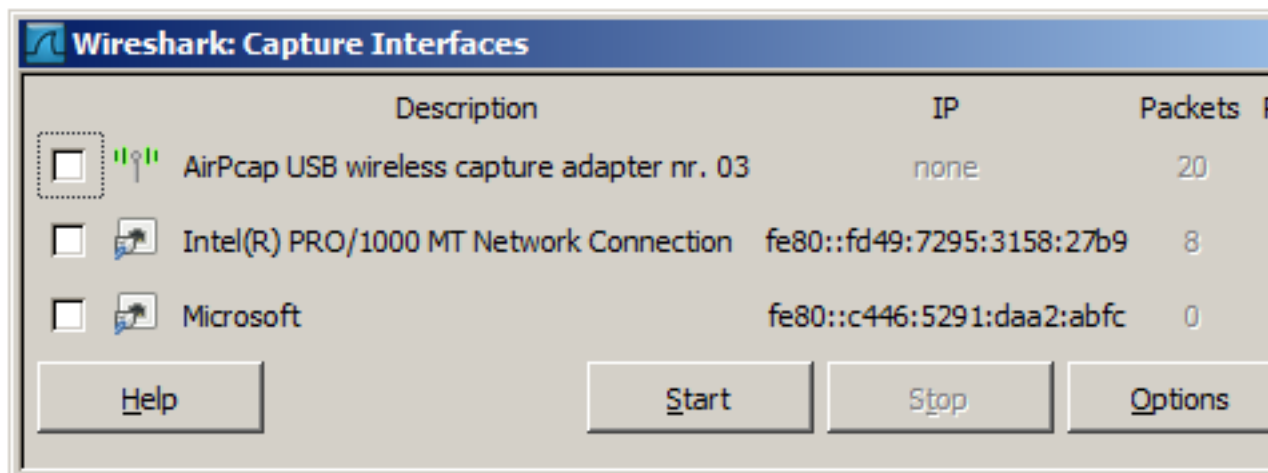 Wireshark: Capture Interfaces
Description IP Packets
AirPcap USB wireless capture adapter nr. 03 none 20
Intel(R) PRO/1000 MT Network Connection fe80::fd49:7295:3158:27b9 8
Microsoft fe80::c446:5291:daa2:abfc 0
Help Start Stop Options